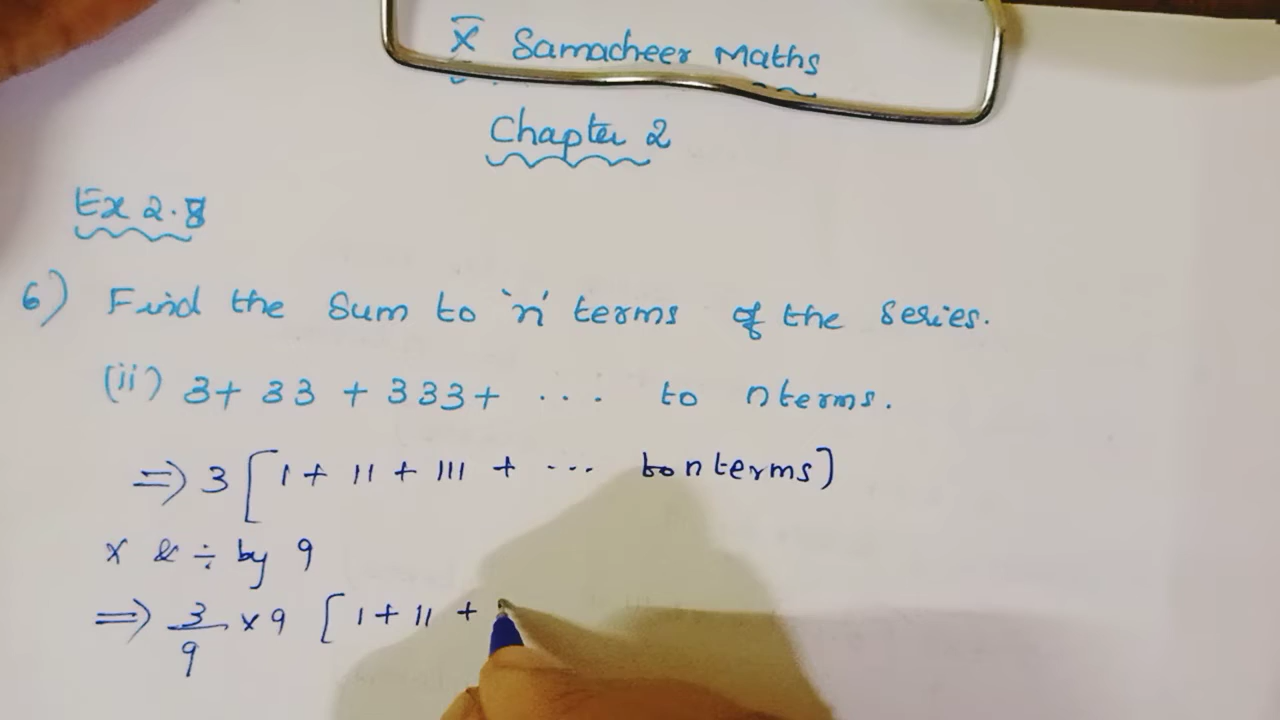 X Samacheer Maths
Chapter 2
Ex 2.8
6) Find the Sum to 'n' terms of the series.
(ii) 3+ 33 + 333+ ... to n terms.
=> 3 [1 + 11 + 111 + ... to n terms]
× & ÷ by 9
=> 3/9 × 9 [1 + 11 +